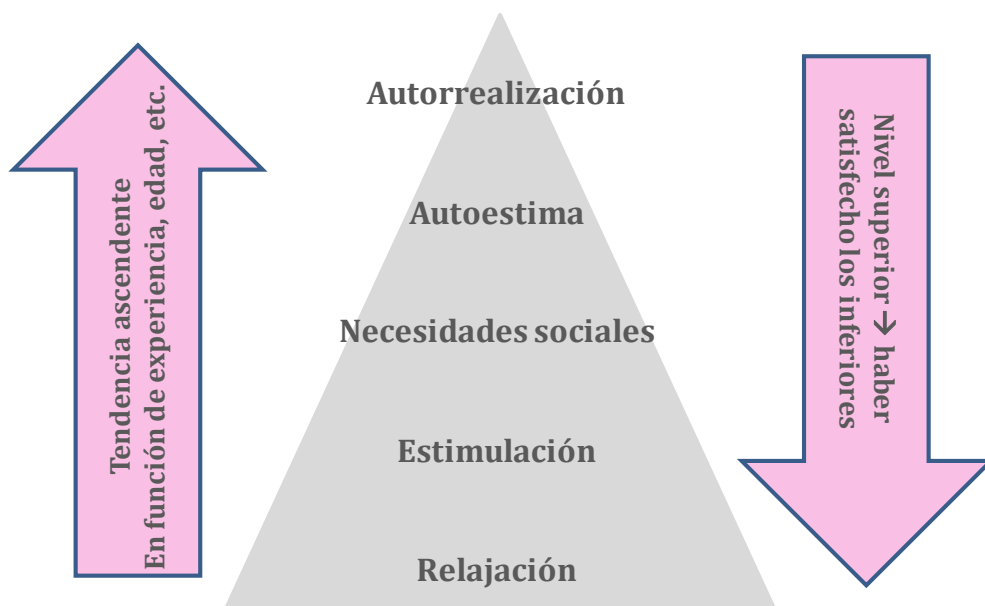 Tendencia ascendente
En función de experiencia, edad, etc.
Autorrealización
Autoestima
Necesidades sociales
Estimulación
Relajación
Nivel superior → haber
satisfecho los inferiores